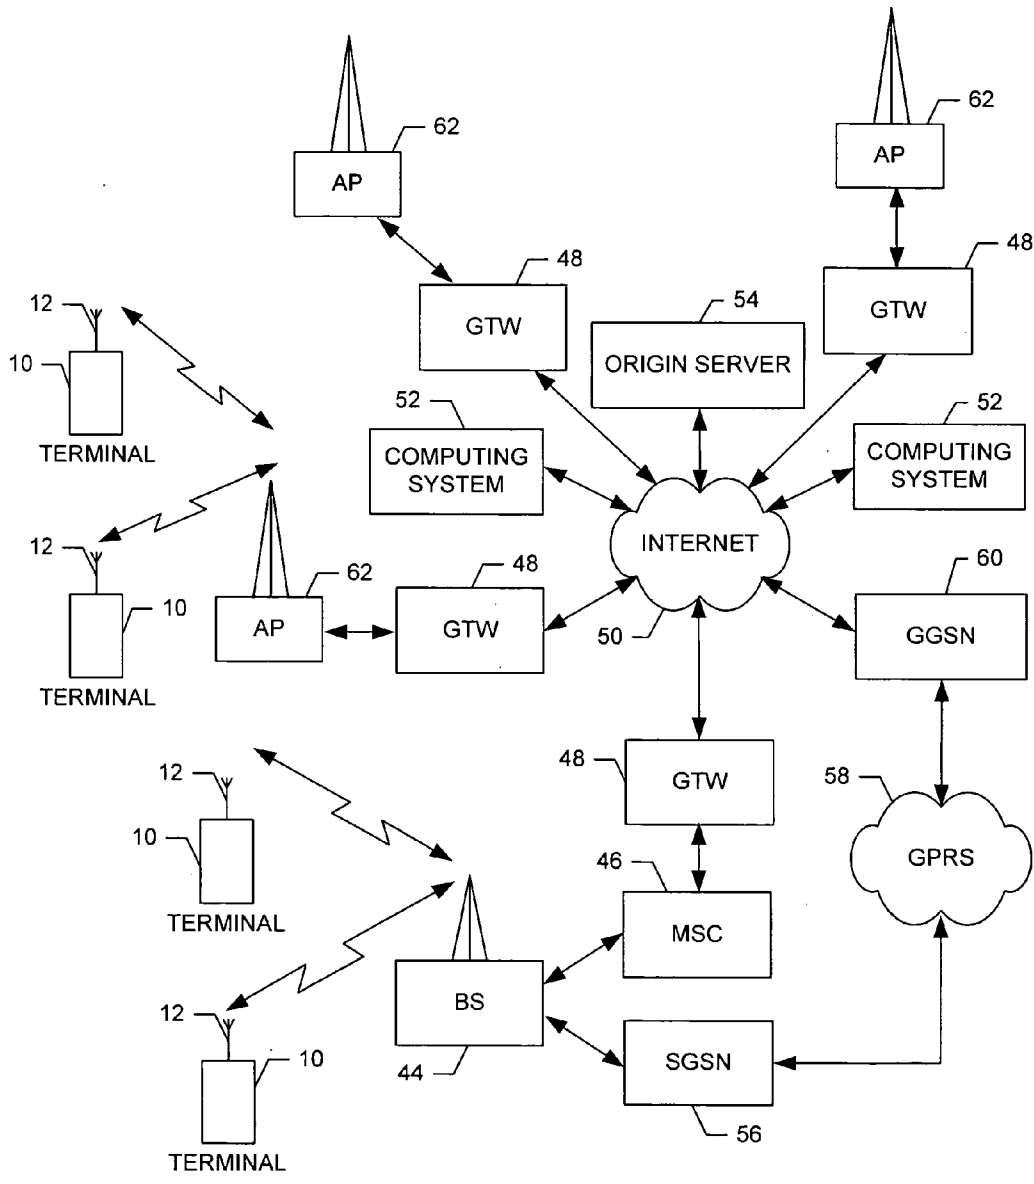 62
AP
62
AP
48
GTW
48
GTW
54
ORIGIN SERVER
12
10
TERMINAL
52
COMPUTING
SYSTEM
52
COMPUTING
SYSTEM
INTERNET
50
12
10
TERMINAL
62
AP
48
GTW
60
GGSN
48
GTW
58
GPRS
12
10
TERMINAL
46
MSC
BS
44
12
10
TERMINAL
SGSN
56